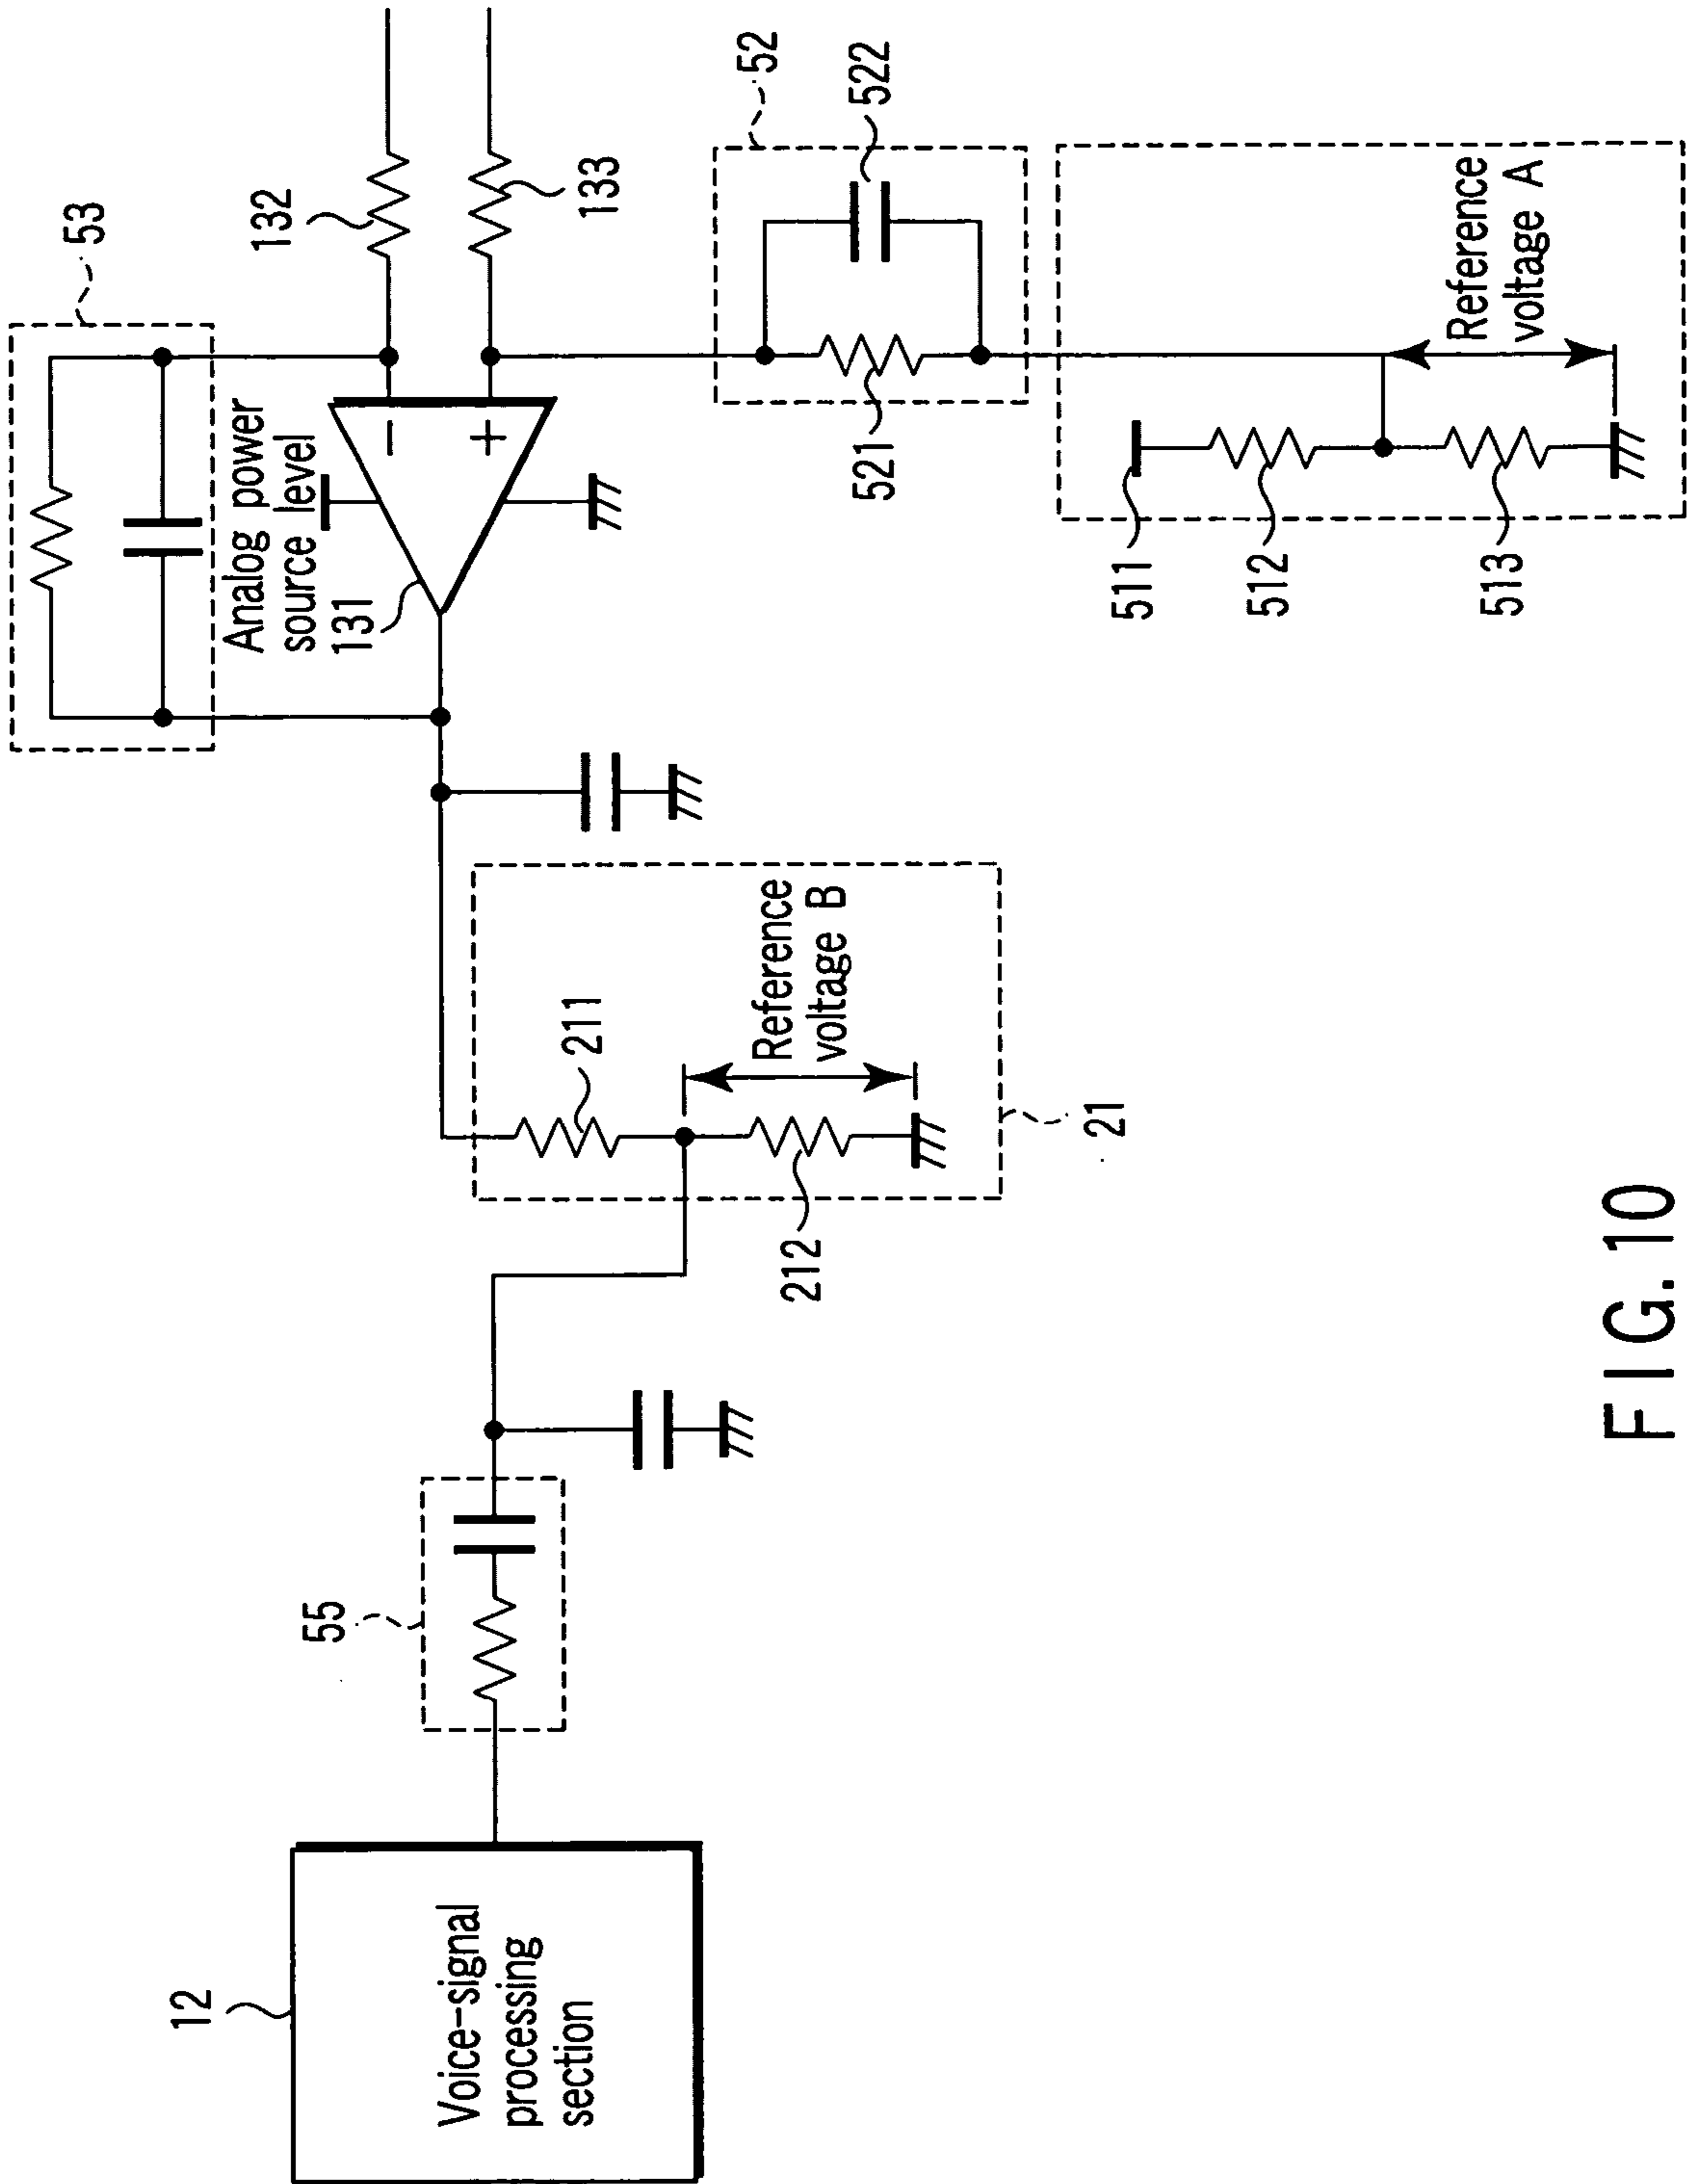 12
Voice-signal
processing
section
55
21
211
212
Reference
voltage B
53
Analog power
source level
131
132
133
52
521
522
511
512
513
Reference
voltage A
FIG. 10